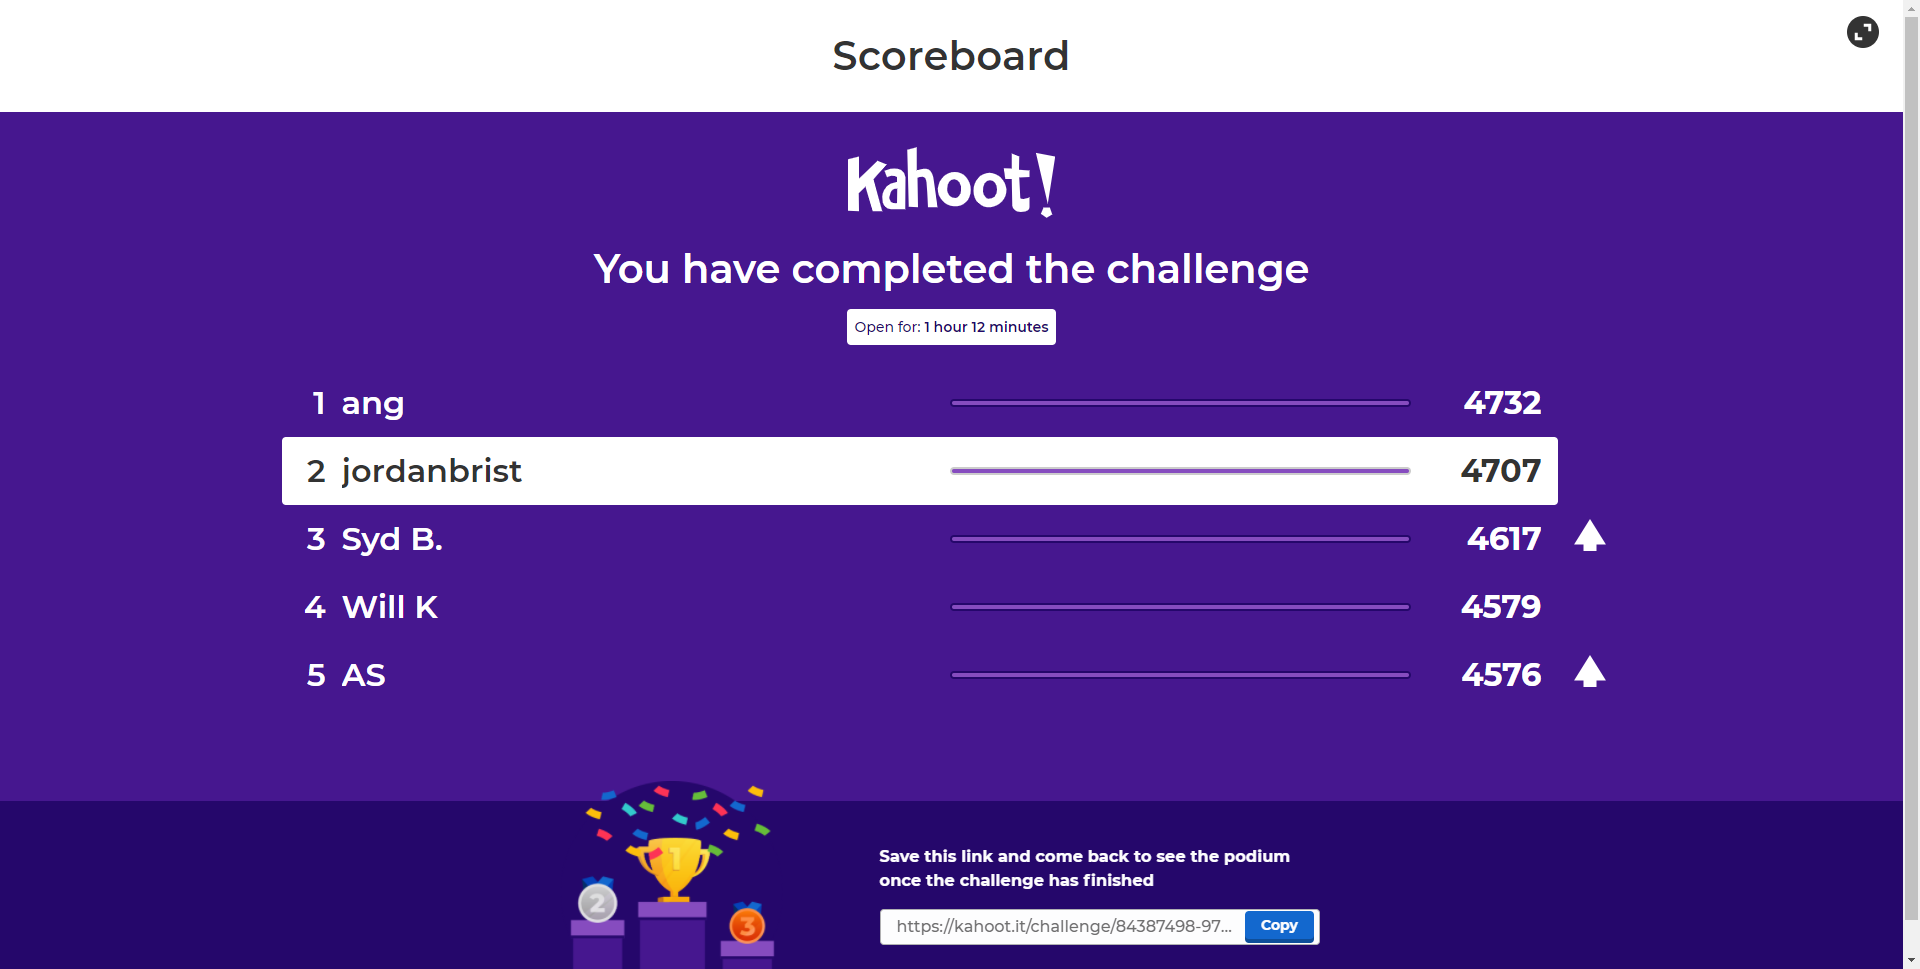 Scoreboard
Kahoot!
You have completed the challenge
Open for: 1 hour 12 minutes
1 ang 4732
2 jordanbrist 4707
3 Syd B. 4617
4 Will K 4579
5 AS 4576
1
2
3
Save this link and come back to see the podium
once the challenge has finished
https://kahoot.it/challenge/84387498-97... Copy